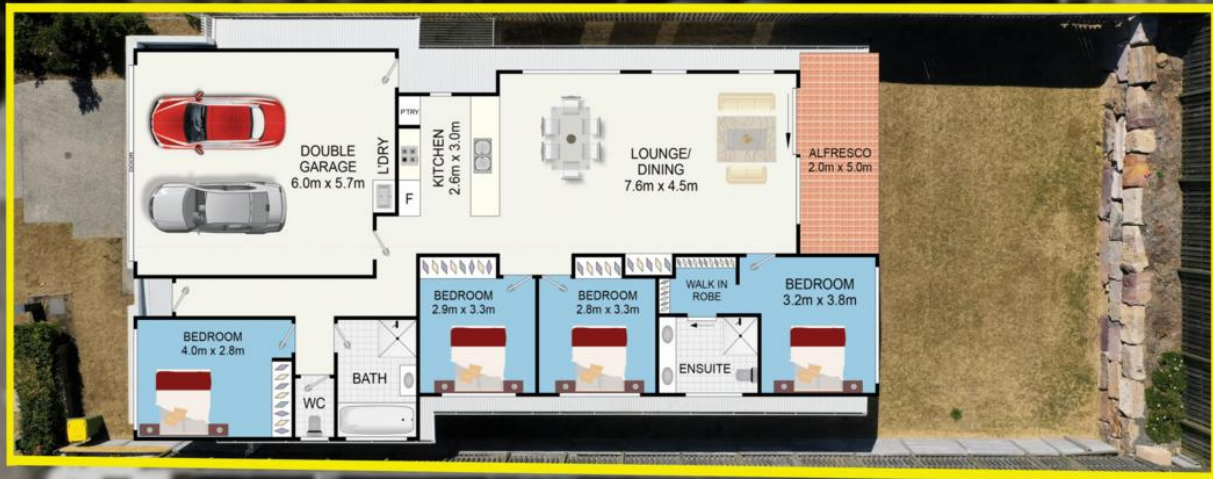 DOOR
DOUBLE
GARAGE
6.0m x 5.7m
L'DRY
P'TRY
F
KITCHEN
2.6m x 3.0m
LOUNGE/
DINING
7.6m x 4.5m
ALFRESCO
2.0m x 5.0m
BEDROOM
4.0m x 2.8m
WC
BATH
BEDROOM
2.9m x 3.3m
BEDROOM
2.8m x 3.3m
WALK IN
ROBE
ENSUITE
BEDROOM
3.2m x 3.8m